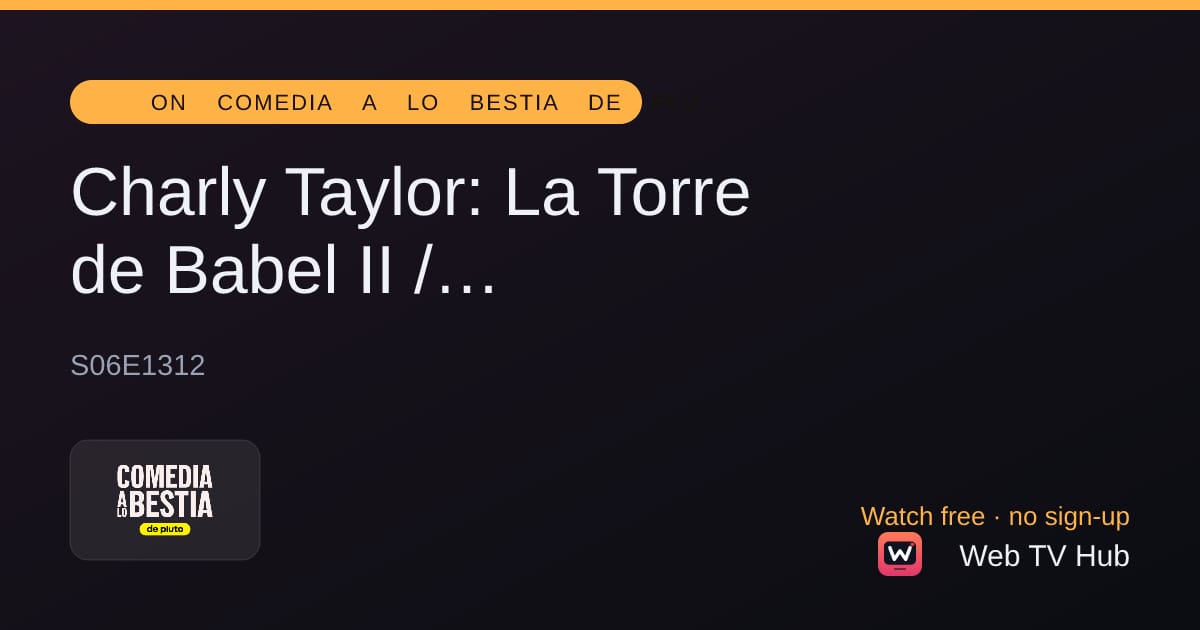 ON COMEDIA A LO BESTIA DE
Charly Taylor: La Torre
de Babel II /…
S06E1312
COMEDIA
A LO BESTIA
de pluto
Watch free · no sign-up
W
Web TV Hub